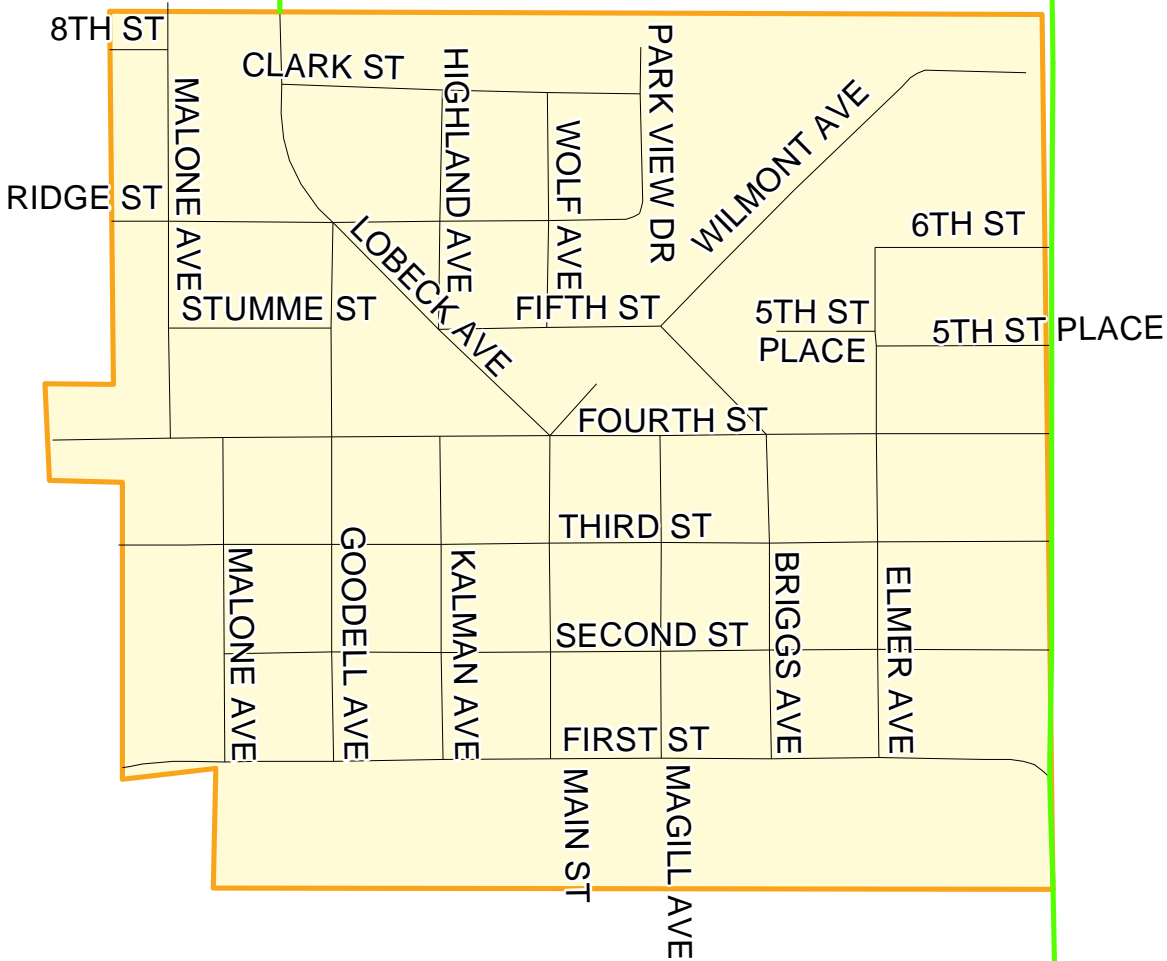 8TH ST
CLARK ST
HIGHLAND AVE
PARK VIEW DR
MALONE AVE
WOLF AVE
WILMONT AVE
RIDGE ST
LOBECK AVE
6TH ST
STUMME ST
FIFTH ST
5TH ST
PLACE
5TH ST PLACE
FOURTH ST
THIRD ST
MALONE AVE
GOODELL AVE
KALMAN AVE
BRIGGS AVE
ELMER AVE
SECOND ST
FIRST ST
MAIN ST
MAGILL AVE